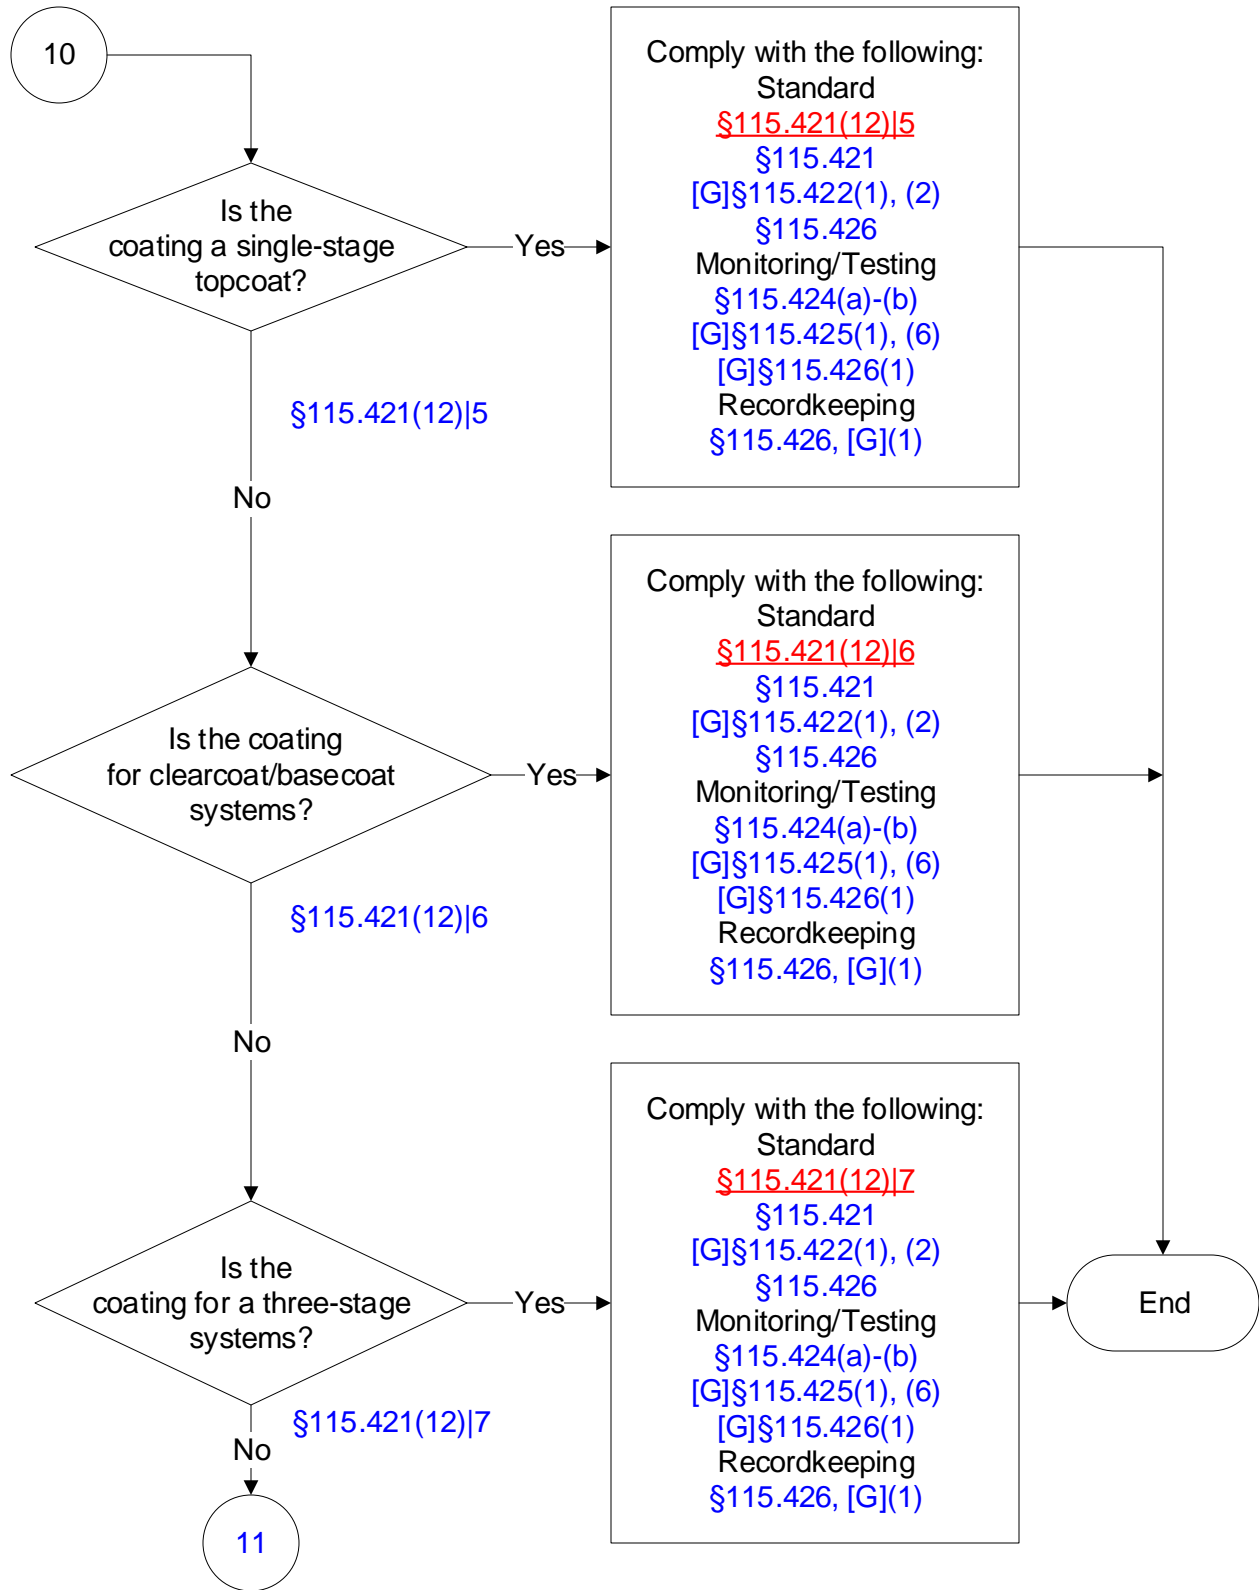 10
Is the
coating a single-stage
topcoat?
Yes
Comply with the following:
Standard
§115.421(12)|5
§115.421
[G]§115.422(1), (2)
§115.426
Monitoring/Testing
§115.424(a)-(b)
[G]§115.425(1), (6)
[G]§115.426(1)
Recordkeeping
§115.426, [G](1)
§115.421(12)|5
No
Is the coating
for clearcoat/basecoat
systems?
Yes
Comply with the following:
Standard
§115.421(12)|6
§115.421
[G]§115.422(1), (2)
§115.426
Monitoring/Testing
§115.424(a)-(b)
[G]§115.425(1), (6)
[G]§115.426(1)
Recordkeeping
§115.426, [G](1)
§115.421(12)|6
No
Is the
coating for a three-stage
systems?
Yes
Comply with the following:
Standard
§115.421(12)|7
§115.421
[G]§115.422(1), (2)
§115.426
Monitoring/Testing
§115.424(a)-(b)
[G]§115.425(1), (6)
[G]§115.426(1)
Recordkeeping
§115.426, [G](1)
End
§115.421(12)|7
No
11